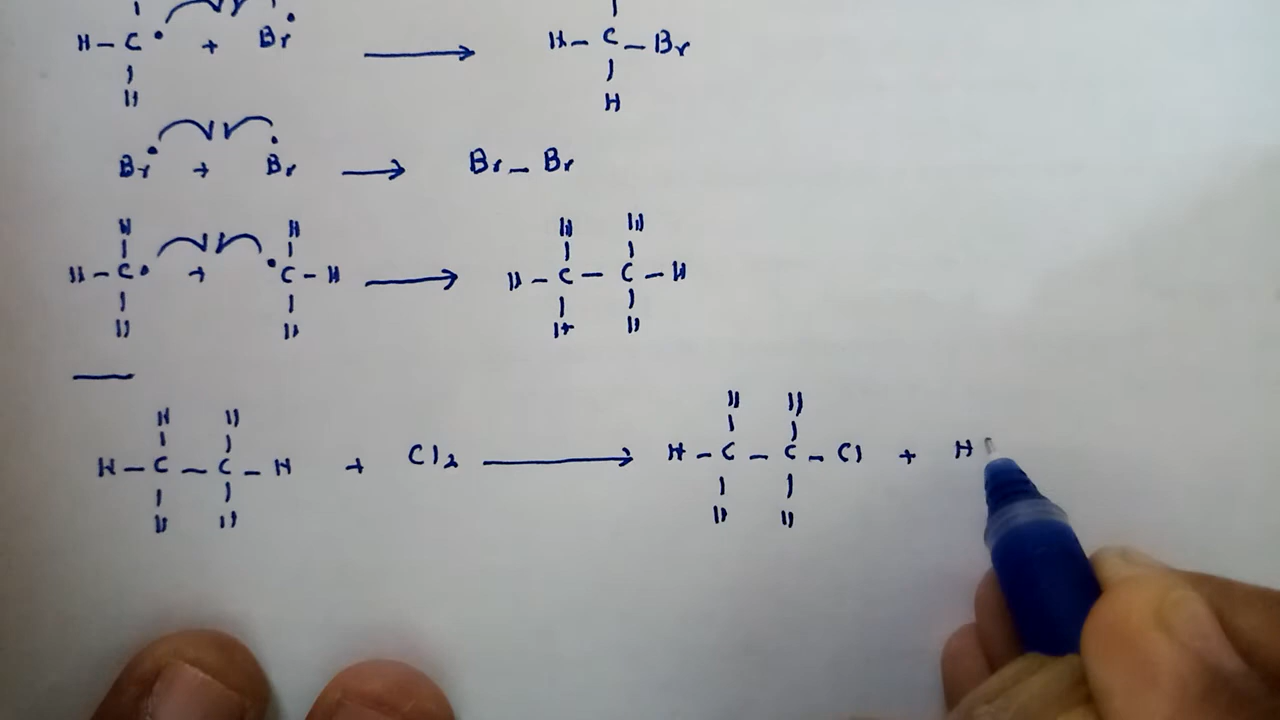 H – C • + Br • ⟶ H – C – Br
H H
Br • + • Br ⟶ Br – Br
H H H H
H – C • + • C – H ⟶ H – C – C – H
H H H H
H H H H
H – C – C – H + Cl2 ⟶ H – C – C – Cl + H
H H H H